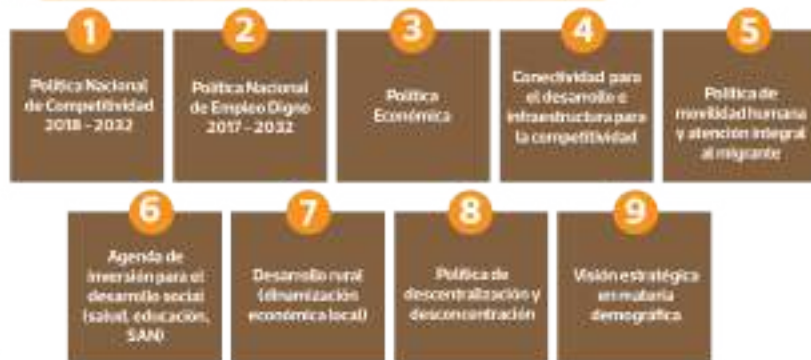 1
Política Nacional
de Competitividad
2018 - 2032
2
Política Nacional
de Empleo Digno
2017 - 2032
3
Política
Económica
4
Conectividad para
el desarrollo e
infraestructura para
la competitividad
5
Política de
movilidad humana
y atención integral
al migrante
6
Agenda de
inversión para el
desarrollo social
(salud, educación,
SAN)
7
Desarrollo rural
(dinamización
económica local)
8
Política de
descentralización y
desconcentración
9
Visión estratégica
en materia
demográfica